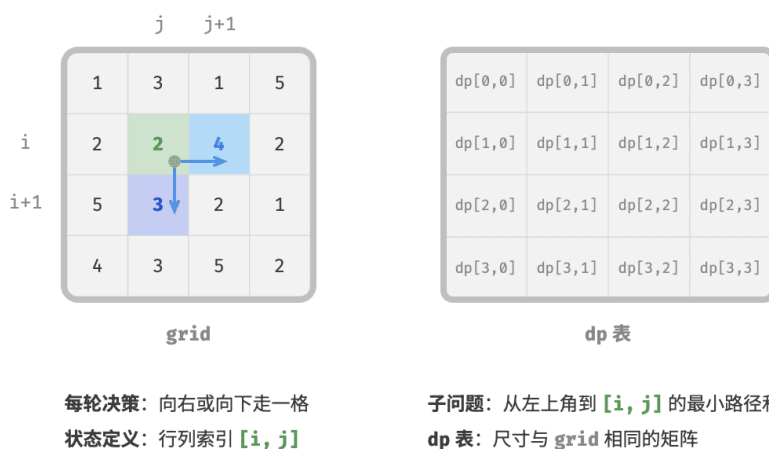 j j+1
1 3 1 5
i 2 2 4 2
i+1 5 3 2 1
4 3 5 2
grid
每轮决策：向右或向下走一格
状态定义：行列索引 [i, j]
dp[0,0] dp[0,1] dp[0,2] dp[0,3]
dp[1,0] dp[1,1] dp[1,2] dp[1,3]
dp[2,0] dp[2,1] dp[2,2] dp[2,3]
dp[3,0] dp[3,1] dp[3,2] dp[3,3]
dp 表
子问题：从左上角到 [i, j] 的最小路径和
dp 表：尺寸与 grid 相同的矩阵